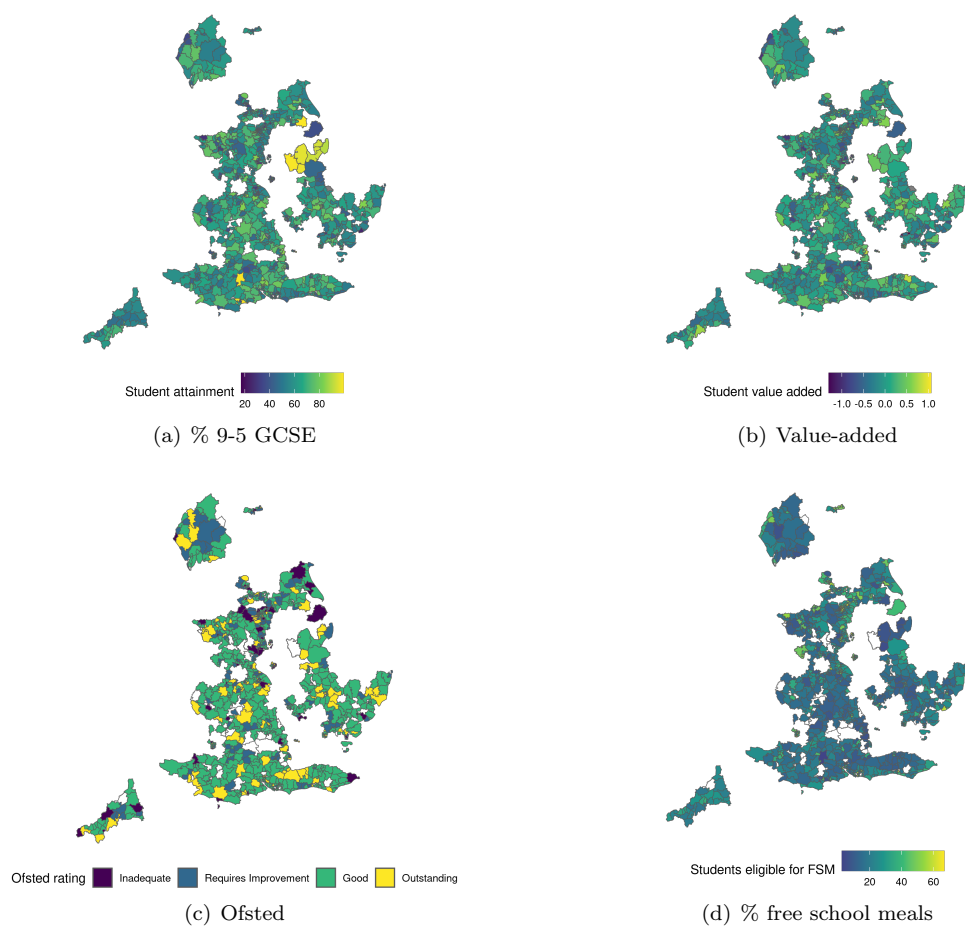 Student attainment
20 40 60 80
(a) % 9-5 GCSE
Student value added
-1.0 -0.5 0.0 0.5 1.0
(b) Value-added
Ofsted rating Inadequate Requires Improvement Good Outstanding
(c) Ofsted
Students eligible for FSM
20 40 60
(d) % free school meals